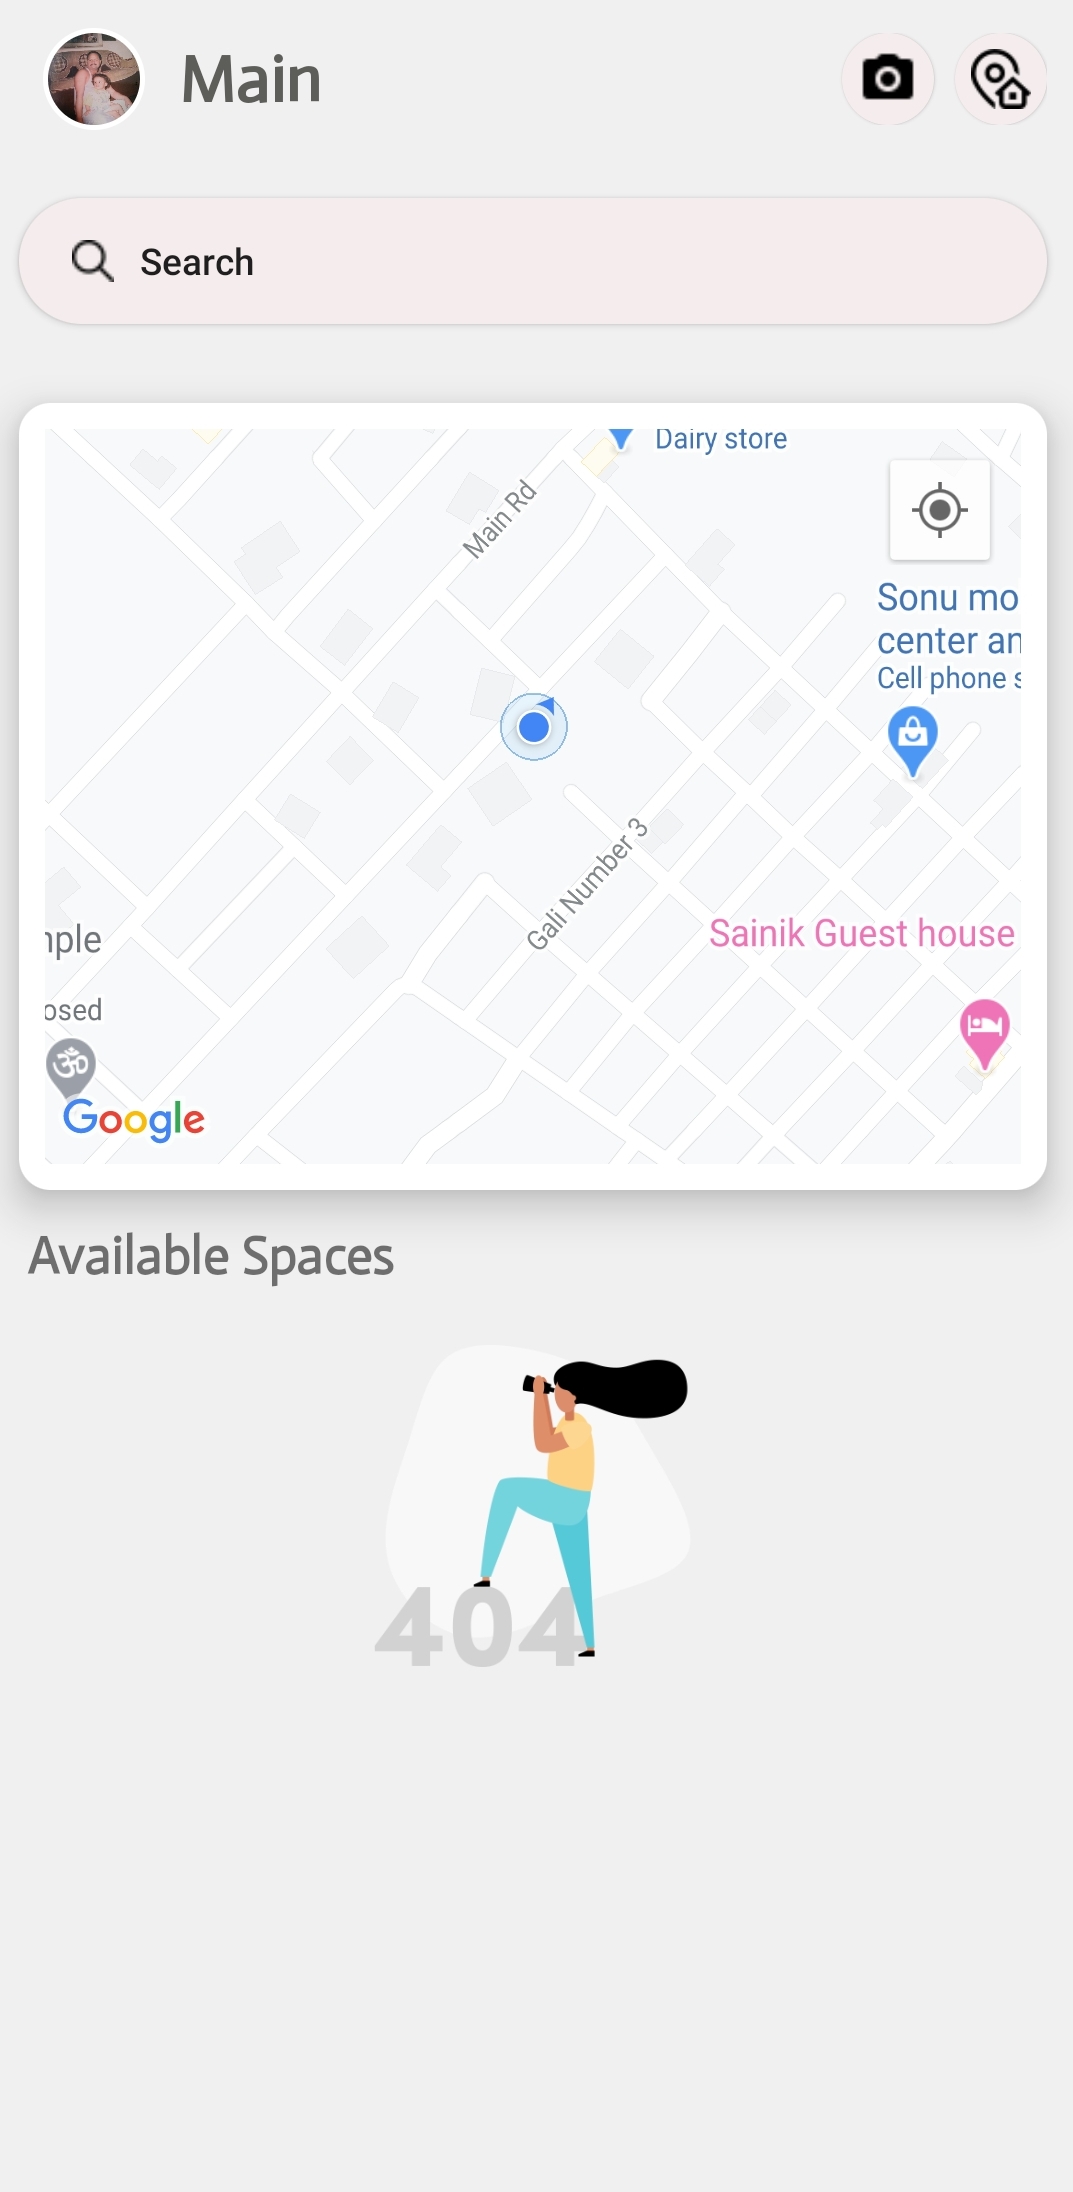 Main
Search
Dairy store
Main Rd
Sonu mo
center an
Cell phone s
Gali Number 3
Sainik Guest house
nple
osed
ॐ
Google
Available Spaces
404